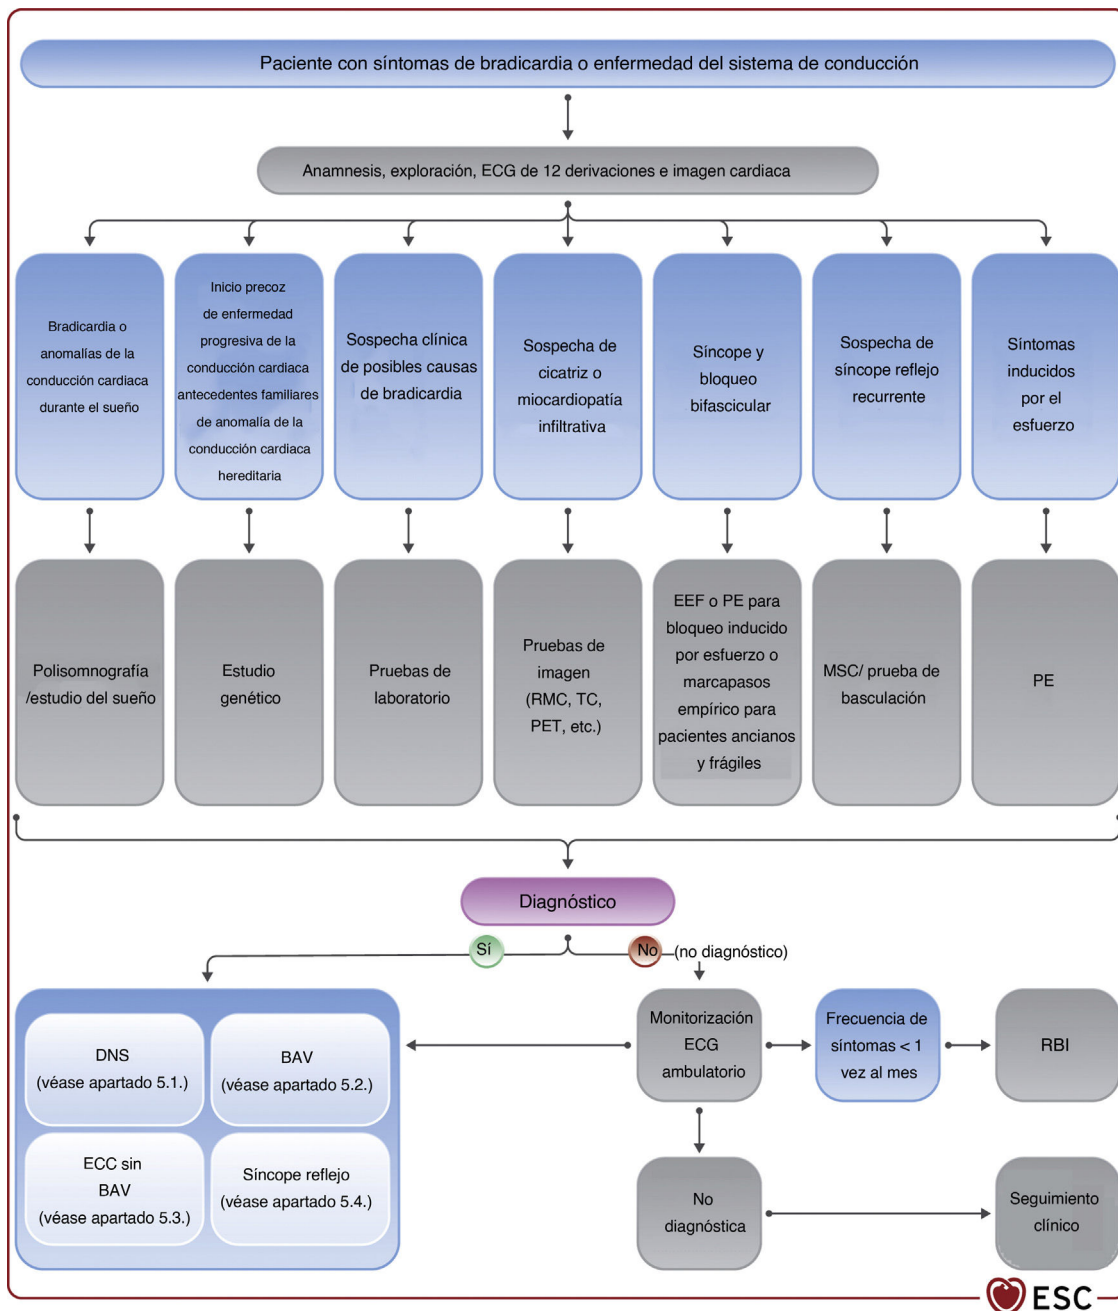 Paciente con síntomas de bradicardia o enfermedad del sistema de conducción
Anamnesis, exploración, ECG de 12 derivaciones e imagen cardiaca
Bradicardia o
anomalías de la
conducción cardiaca
durante el sueño
Inicio precoz
de enfermedad
progresiva de la
conducción cardiaca
antecedentes familiares
de anomalía de la
conducción cardiaca
hereditaria
Sospecha clínica
de posibles causas
de bradicardia
Sospecha de
cicatriz o
miocardiopatía
infiltrativa
Síncope y
bloqueo
bifascicular
Sospecha de
síncope reflejo
recurrente
Síntomas
inducidos
por el
esfuerzo
Polisomnografía
/estudio del sueño
Estudio
genético
Pruebas de
laboratorio
Pruebas de
imagen
(RMC, TC,
PET, etc.)
EEF o PE para
bloqueo inducido
por esfuerzo o
marcapasos
empírico para
pacientes ancianos
y frágiles
MSC/ prueba de
basculación
PE
Diagnóstico
Sí
No (no diagnóstico)
DNS
(véase apartado 5.1.)
BAV
(véase apartado 5.2.)
ECC sin
BAV
(véase apartado 5.3.)
Síncope reflejo
(véase apartado 5.4.)
Monitorización
ECG
ambulatorio
Frecuencia de
síntomas < 1
vez al mes
RBI
No
diagnóstica
Seguimiento
clínico
ESC